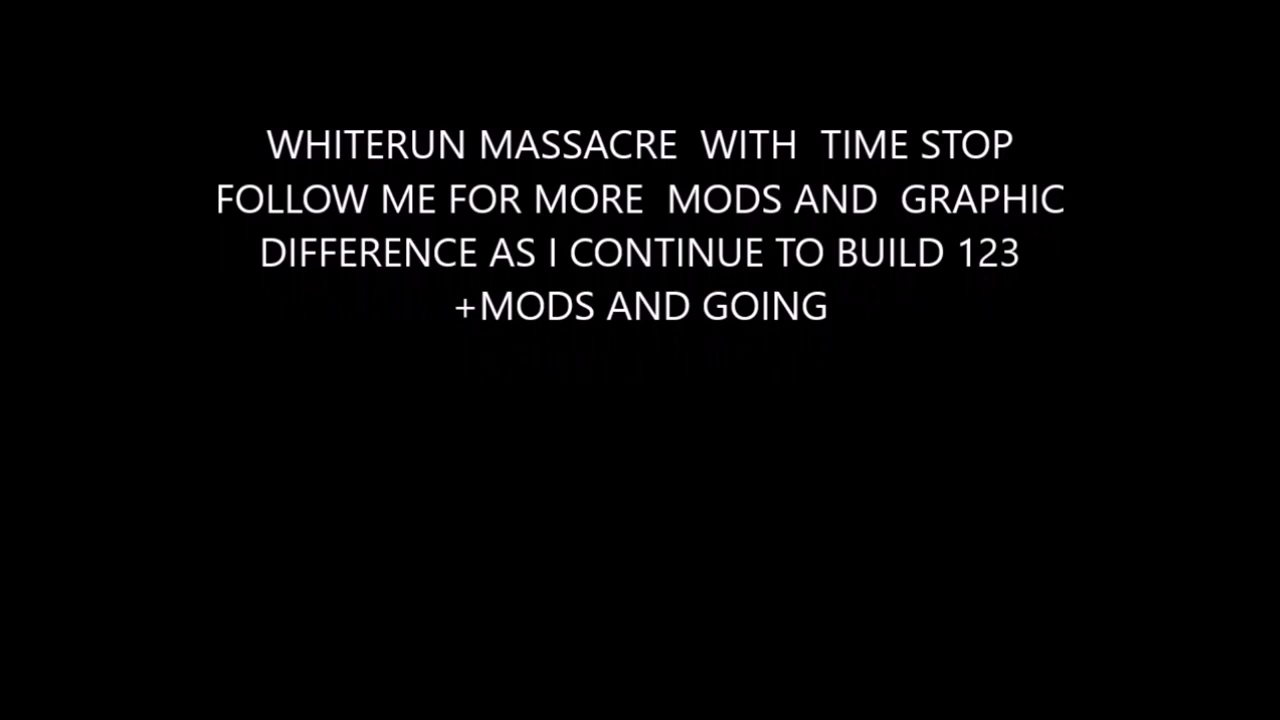 WHITERUN MASSACRE  WITH  TIME STOP
FOLLOW ME FOR MORE  MODS AND  GRAPHIC
DIFFERENCE AS I CONTINUE TO BUILD 123
+MODS AND GOING